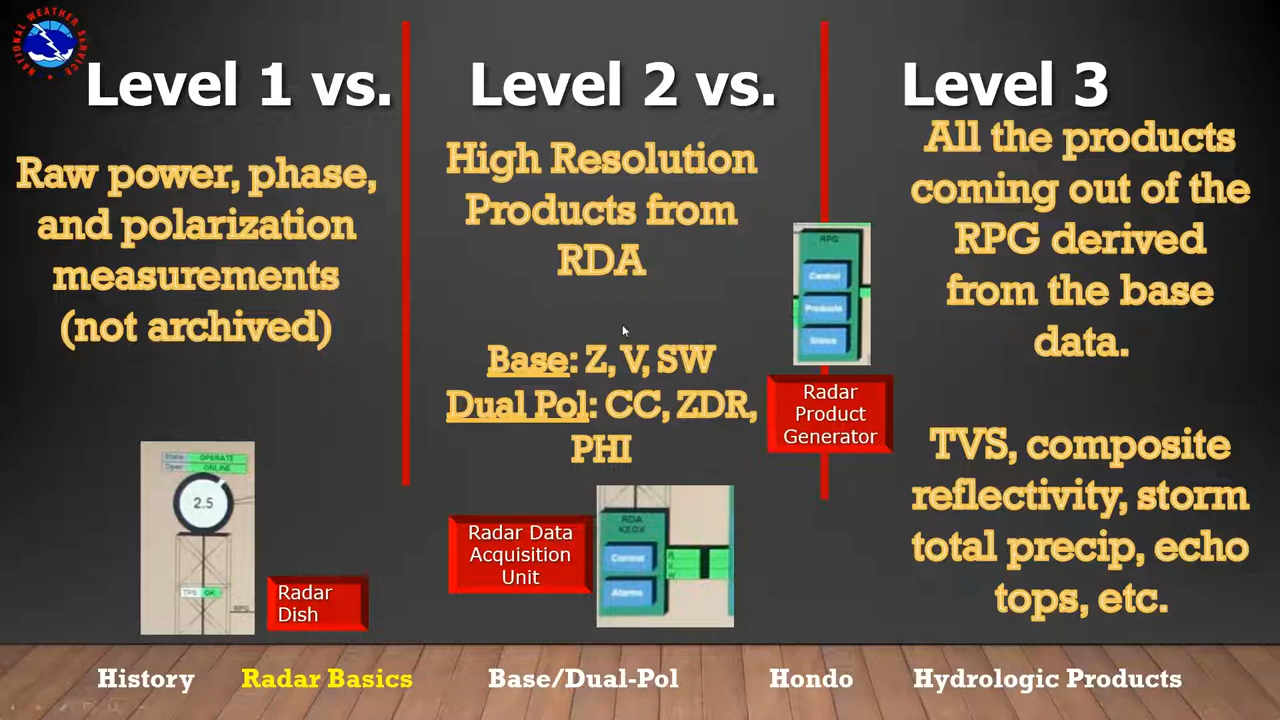 NATIONAL WEATHER SERVICE
Level 1 vs.
Raw power, phase,
and polarization
measurements
(not archived)
State OPERATE
Oper ONLINE
2.5
TPS OK
RPG
Radar
Dish
Level 2 vs.
High Resolution
Products from
RDA
Base: Z, V, SW
Dual Pol: CC, ZDR,
PHI
Radar Data
Acquisition
Unit
RDA
KEOX
Control
Alarms
R
V
W
RPG
Control
Products
Status
Radar
Product
Generator
Level 3
All the products
coming out of the
RPG derived
from the base
data.
TVS, composite
reflectivity, storm
total precip, echo
tops, etc.
History
Radar Basics
Base/Dual-Pol
Hondo
Hydrologic Products